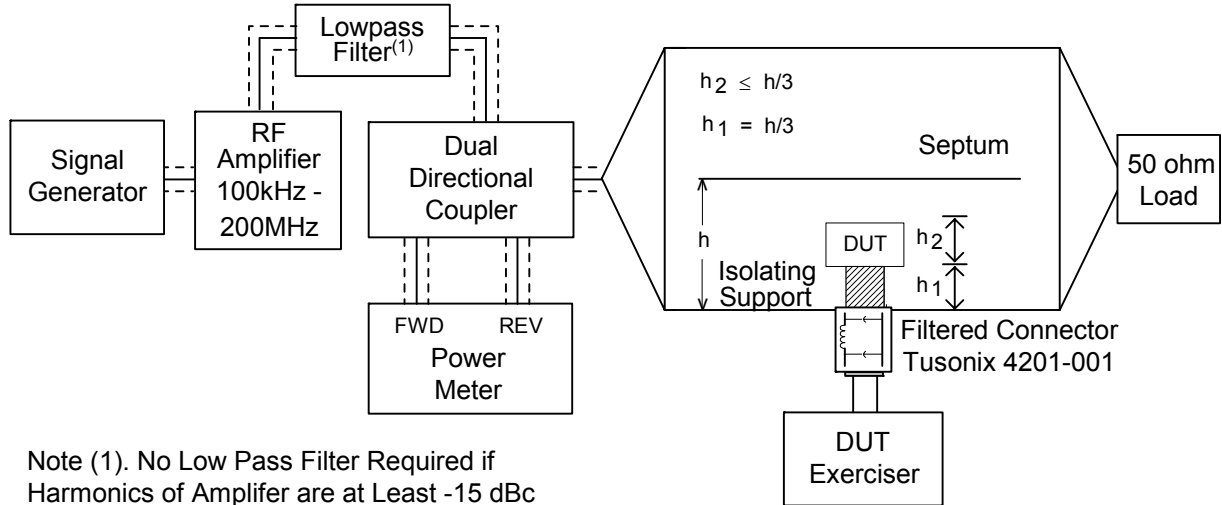 Signal
Generator
RF
Amplifier
100kHz -
200MHz
Lowpass
Filter(1)
Dual
Directional
Coupler
FWD REV
Power
Meter
h2 ≤ h/3
h1 = h/3
Septum
h
DUT
h2
h1
Isolating
Support
50 ohm
Load
Filtered Connector
Tusonix 4201-001
DUT
Exerciser
Note (1). No Low Pass Filter Required if
Harmonics of Amplifer are at Least -15 dBc